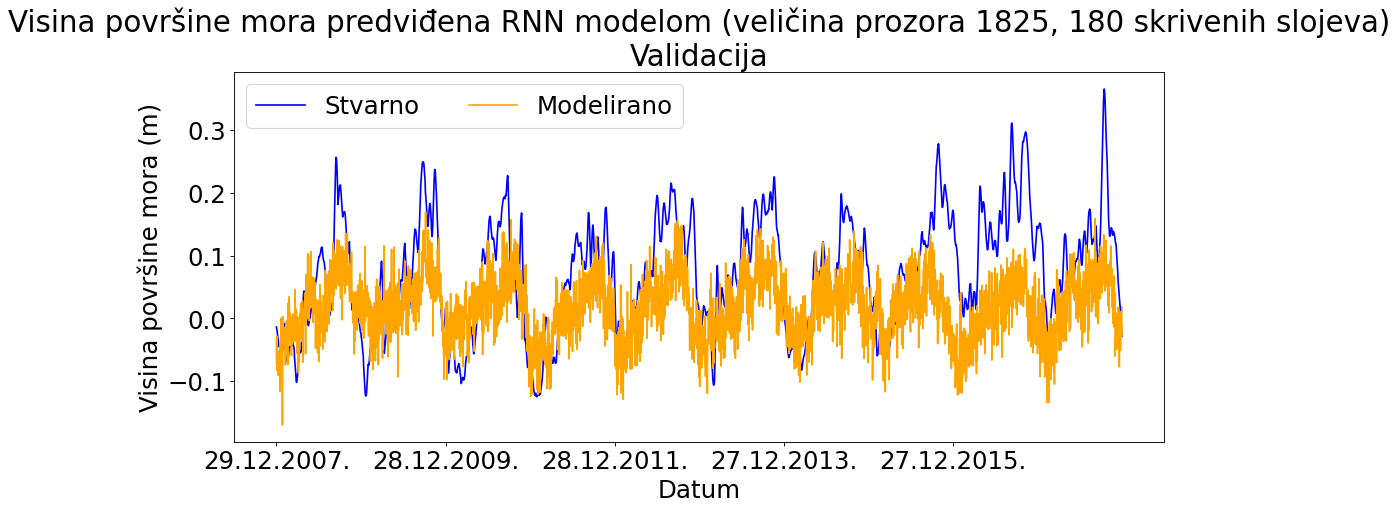 Visina površine mora predviđena RNN modelom (veličina prozora 1825, 180 skrivenih slojeva)
Validacija
Stvarno
Modelirano
Visina površine mora (m)
0.3
0.2
0.1
0.0
−0.1
29.12.2007.
28.12.2009.
28.12.2011.
27.12.2013.
27.12.2015.
Datum